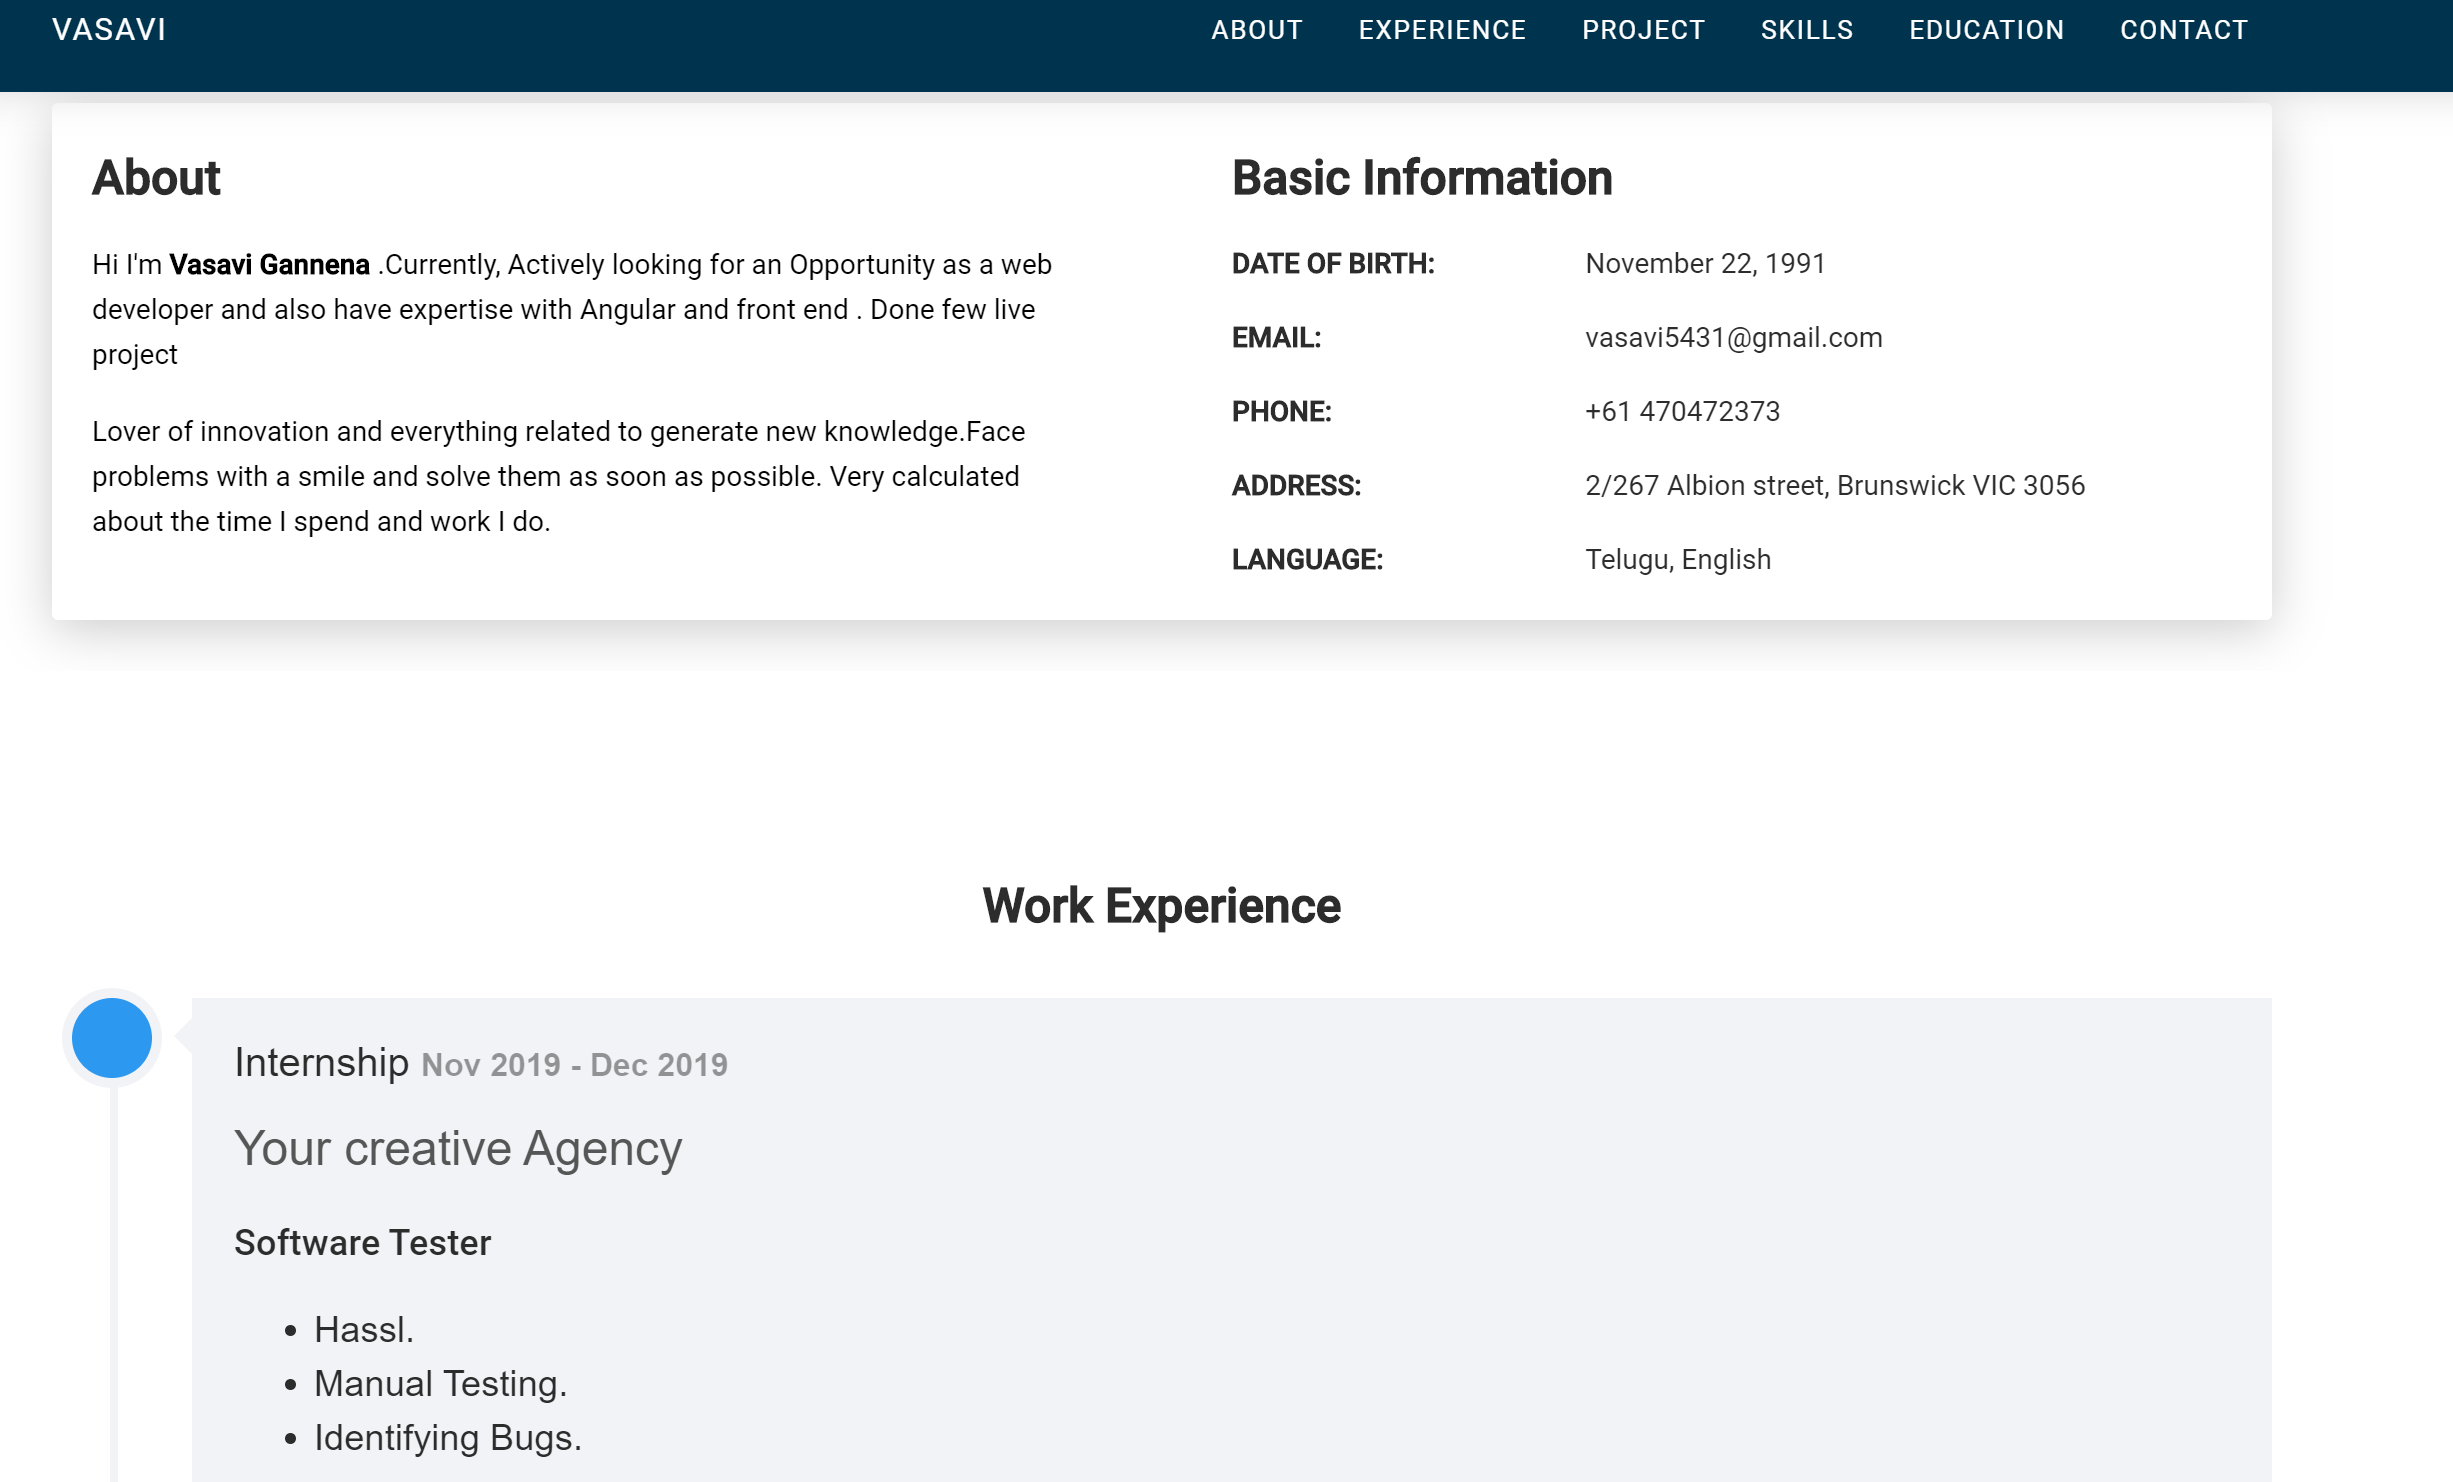 VASAVI
ABOUT EXPERIENCE PROJECT SKILLS EDUCATION CONTACT
About
Hi I'm Vasavi Gannena .Currently, Actively looking for an Opportunity as a web
developer and also have expertise with Angular and front end . Done few live
project
Lover of innovation and everything related to generate new knowledge.Face
problems with a smile and solve them as soon as possible. Very calculated
about the time I spend and work I do.
Basic Information
DATE OF BIRTH: November 22, 1991
EMAIL: vasavi5431@gmail.com
PHONE: +61 470472373
ADDRESS: 2/267 Albion street, Brunswick VIC 3056
LANGUAGE: Telugu, English
Work Experience
Internship Nov 2019 - Dec 2019
Your creative Agency
Software Tester
• Hassl.
• Manual Testing.
• Identifying Bugs.